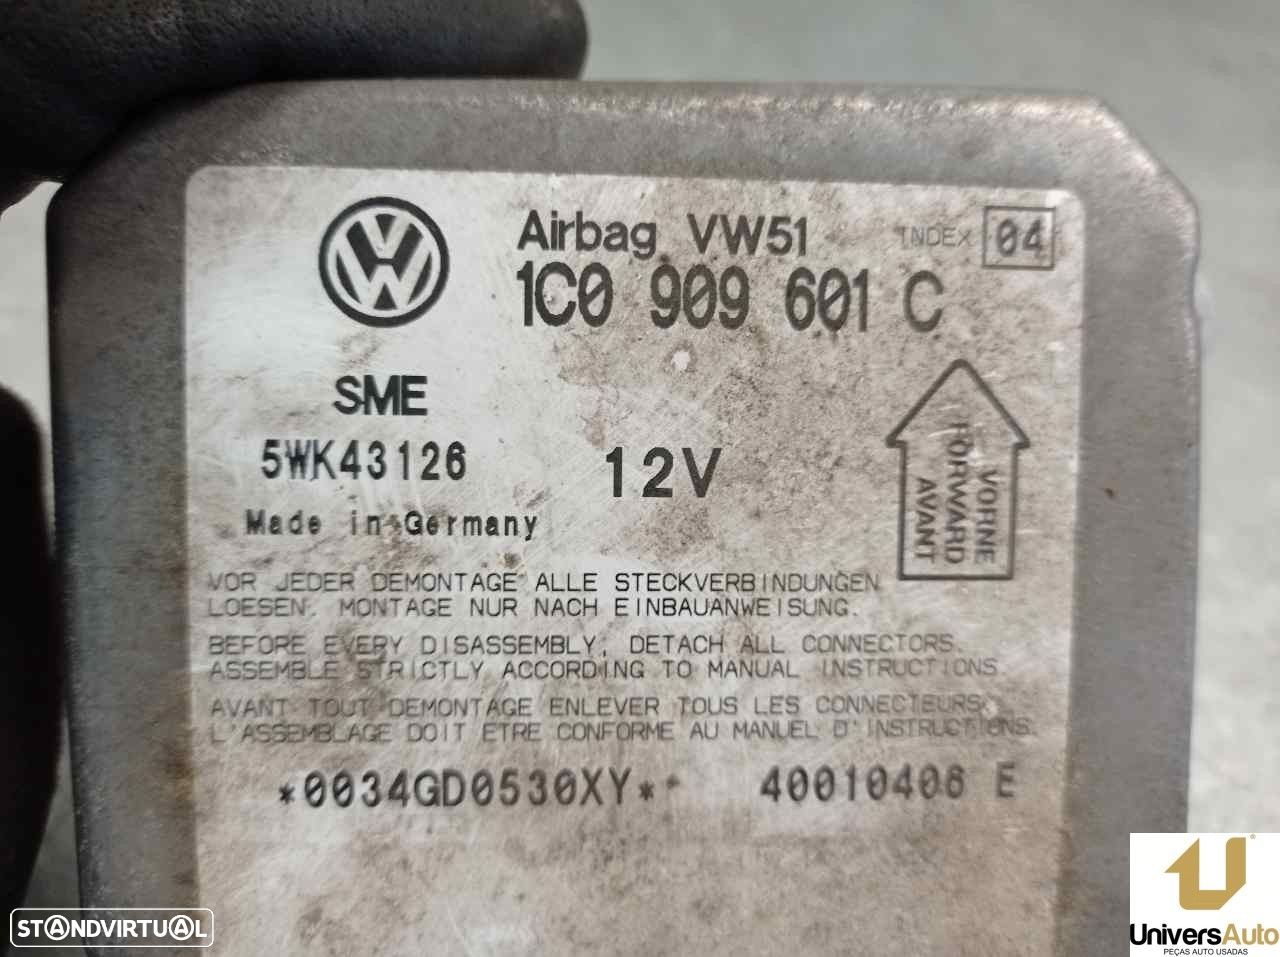 Airbag VW51 INDEX 04
1C0 909 601 C
SME
5WK43126
12V
Made in Germany
VORNE
FORWARD
AVANT
VOR JEDER DEMONTAGE ALLE STECKVERBINDUNGEN
LOESEN. MONTAGE NUR NACH EINBAUANWEISUNG.
BEFORE EVERY DISASSEMBLY, DETACH ALL CONNECTORS.
ASSEMBLE STRICTLY ACCORDING TO MANUAL INSTRUCTIONS.
AVANT TOUT DEMONTAGE ENLEVER TOUS LES CONNECTEURS.
L'ASSEMBLAGE DOIT ETRE CONFORME AU MANUEL D'INSTRUCTIONS.
*0034GD0530XY* 40010406 E
STANDVIRTUAL
UniversAuto
PEÇAS AUTO USADAS